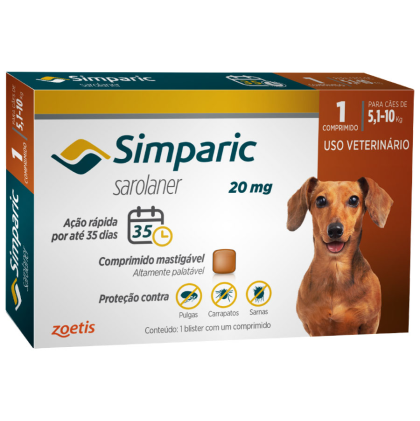 Simparic
sarolaner
20 mg
Ação rápida
por até 35 dias
35
Comprimido mastigável
Altamente palatável
Proteção contra
Pulgas
Carrapatos
Sarnas
zoetis
Conteúdo: 1 blister com um comprimido
1
COMPRIMIDO
PARA CÃES DE
5,1-10 Kg
USO VETERINÁRIO
Simparic
sarolaner
1
COMPRIMIDO
PARA CÃES DE
5,1-10 Kg